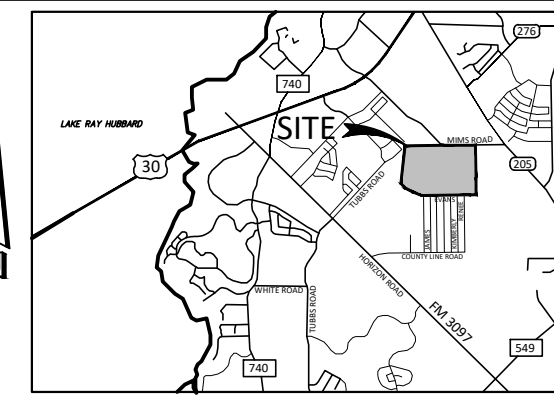 276
740
LAKE RAY HUBBARD
SITE
MIMS ROAD
30
205
TUBBS ROAD
EVANS
JAMES
KIMBERLY
RENEE
COUNTY LINE ROAD
HORIZON ROAD
WHITE ROAD
TUBBS ROAD
FM 3097
549
740